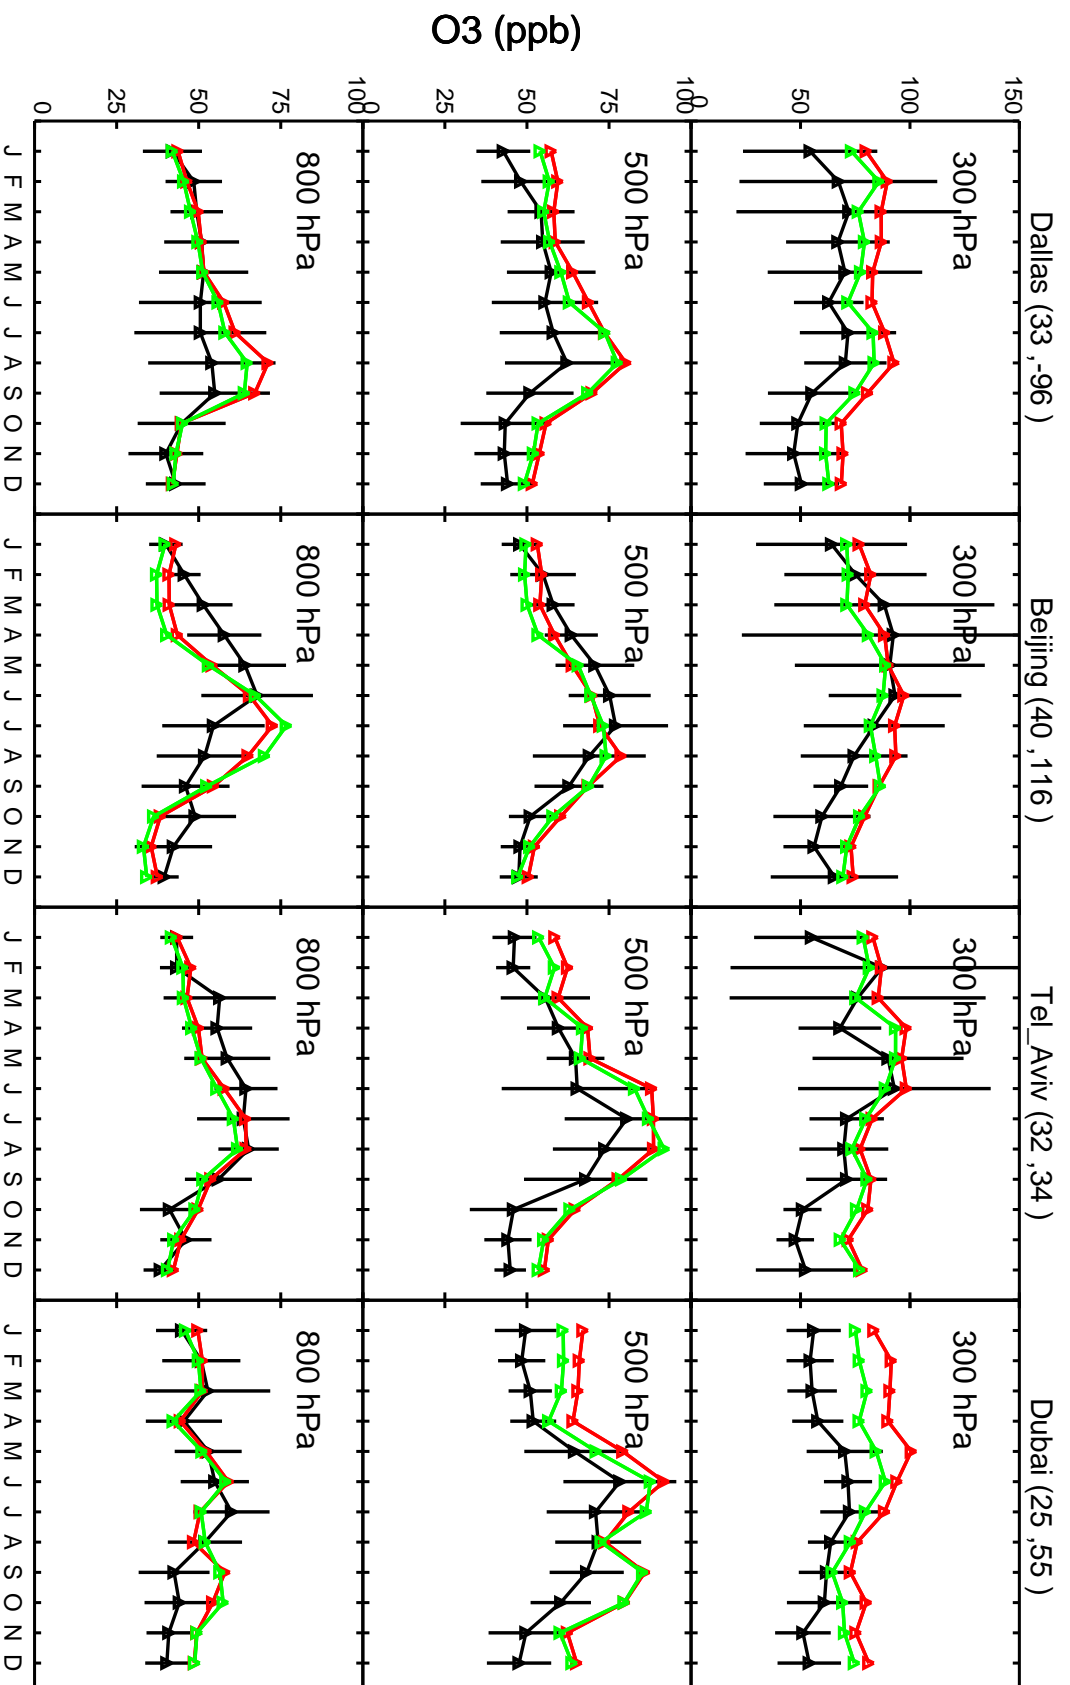 Dallas (33 ,-96 )
Beijing (40 ,116 )
Tel_Aviv (32 ,34 )
Dubai (25 ,55 )
O3 (ppb)
150
100
50
0
300 hPa
300 hPa
300 hPa
300 hPa
100
75
50
25
0
500 hPa
500 hPa
500 hPa
500 hPa
100
75
50
25
0
800 hPa
800 hPa
800 hPa
800 hPa
J F M A M J J A S O N D
J F M A M J J A S O N D
J F M A M J J A S O N D
J F M A M J J A S O N D